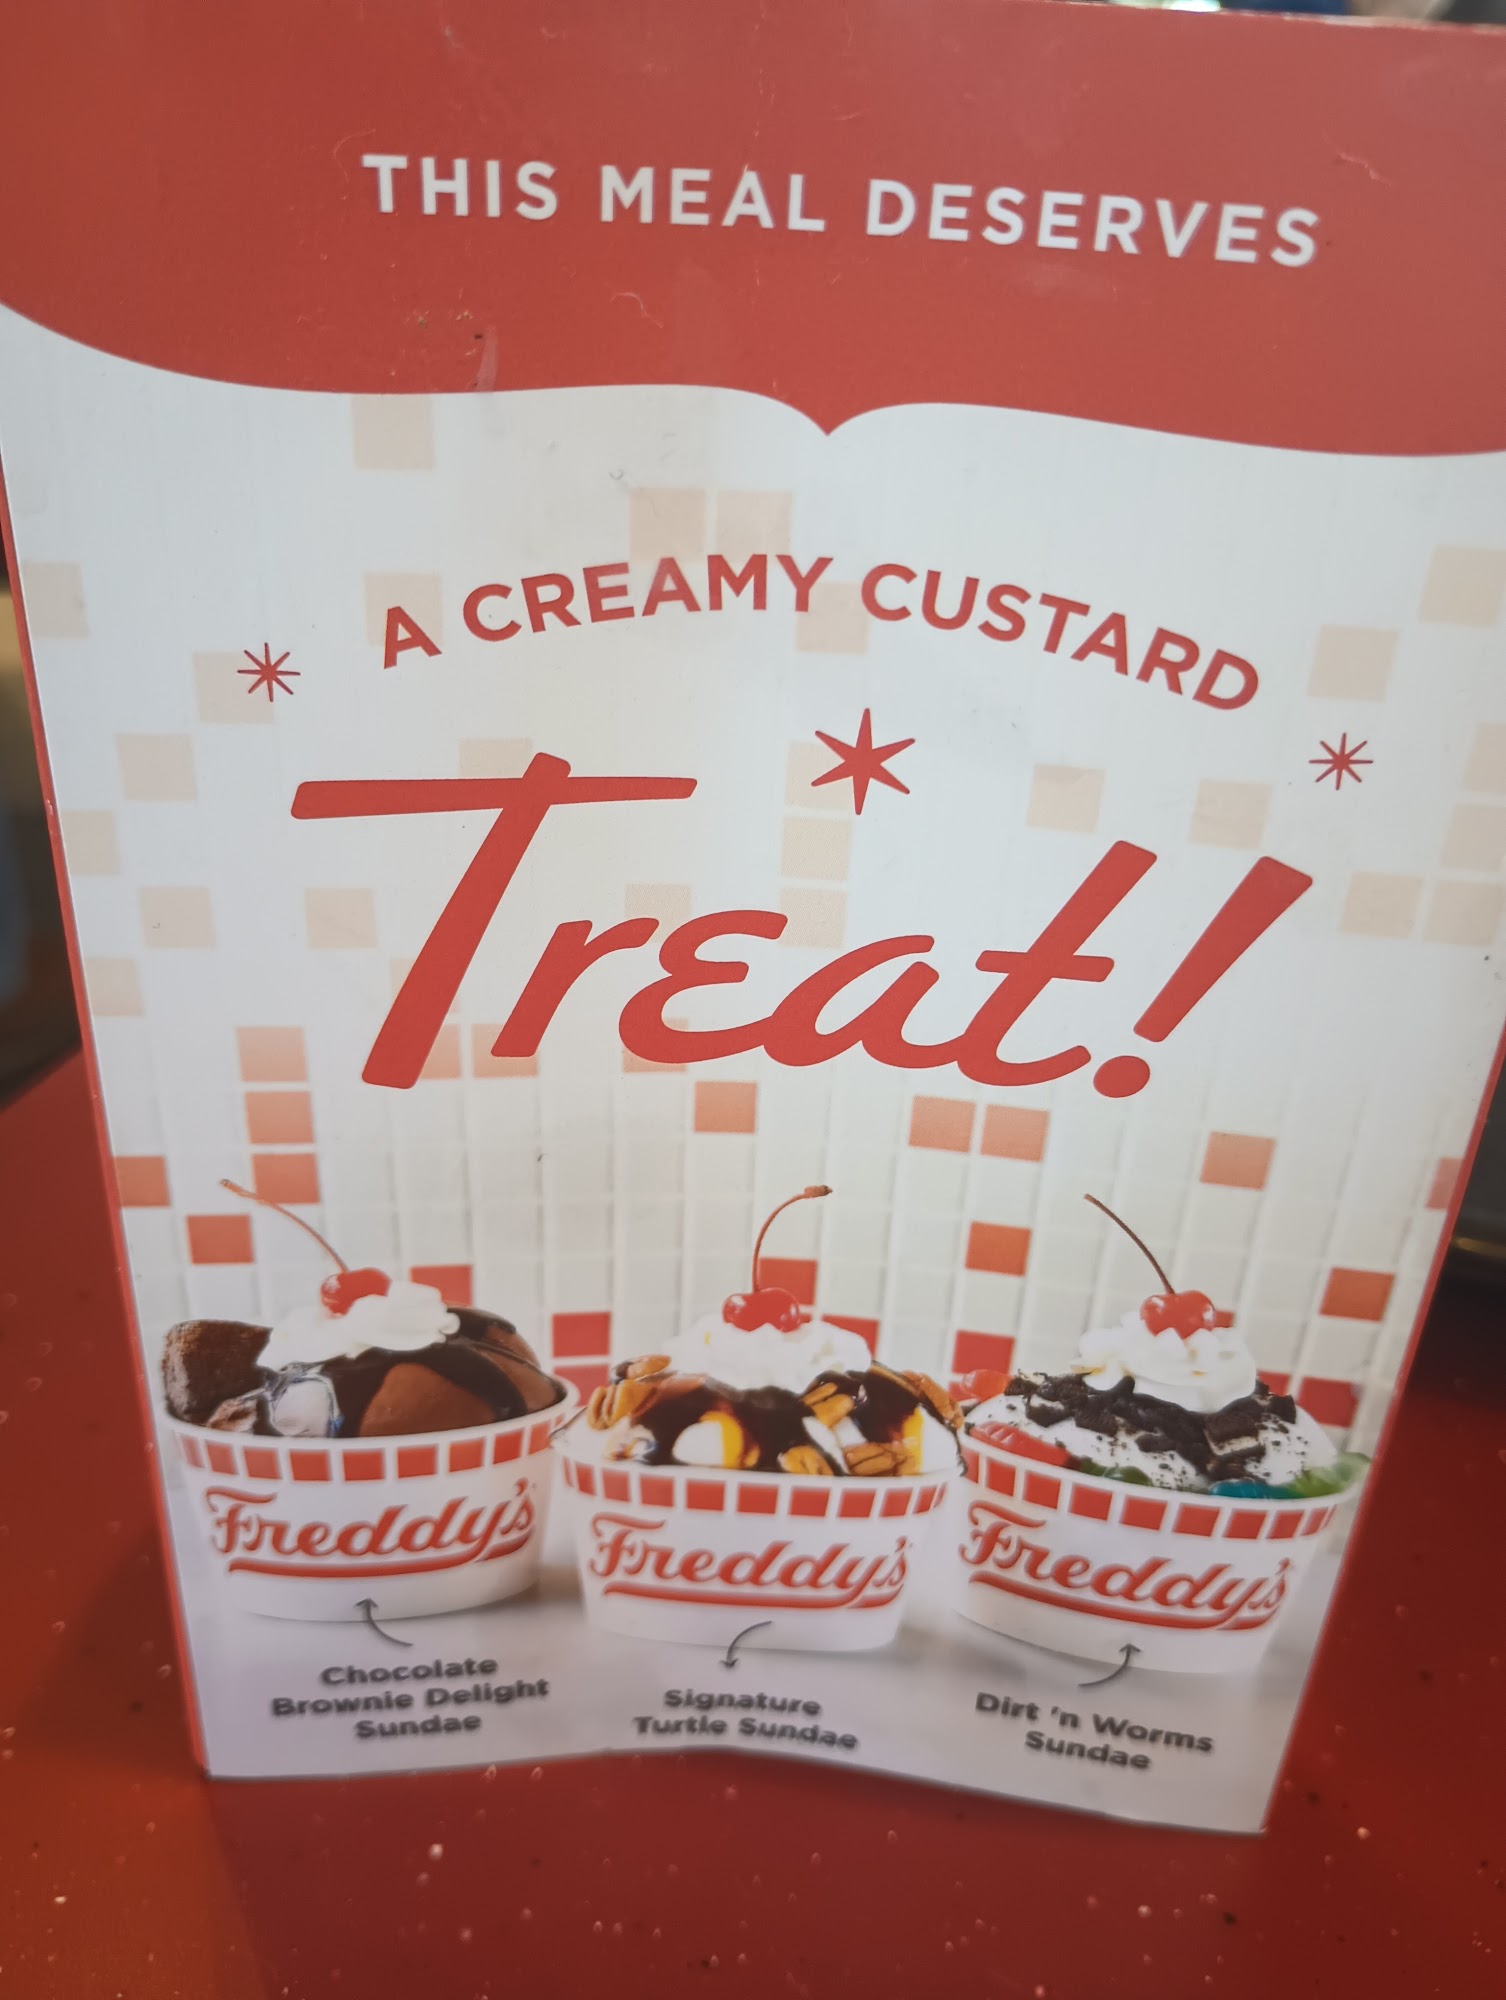 THIS MEAL DESERVES
A CREAMY CUSTARD
Treat!
Freddy's
Freddy's
Freddy's
Chocolate
Brownie Delight
Sundae
Signature
Turtle Sundae
Dirt 'n Worms
Sundae